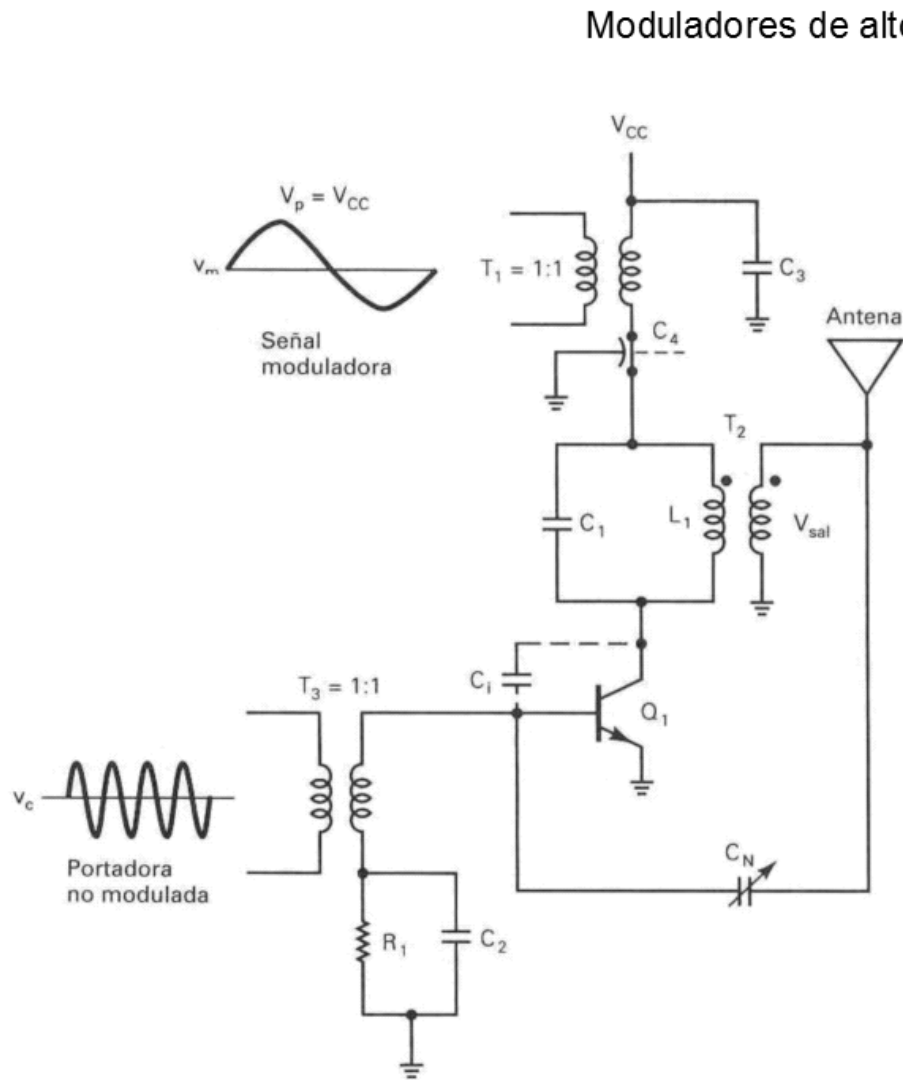 Moduladores de alto
V_CC
V_p = V_CC
v_m
T_1 = 1:1
C_3
Señal
moduladora
C_4
Antena
T_2
C_1
L_1
V_sal
T_3 = 1:1
C_i
Q_1
v_c
Portadora
no modulada
C_N
R_1
C_2